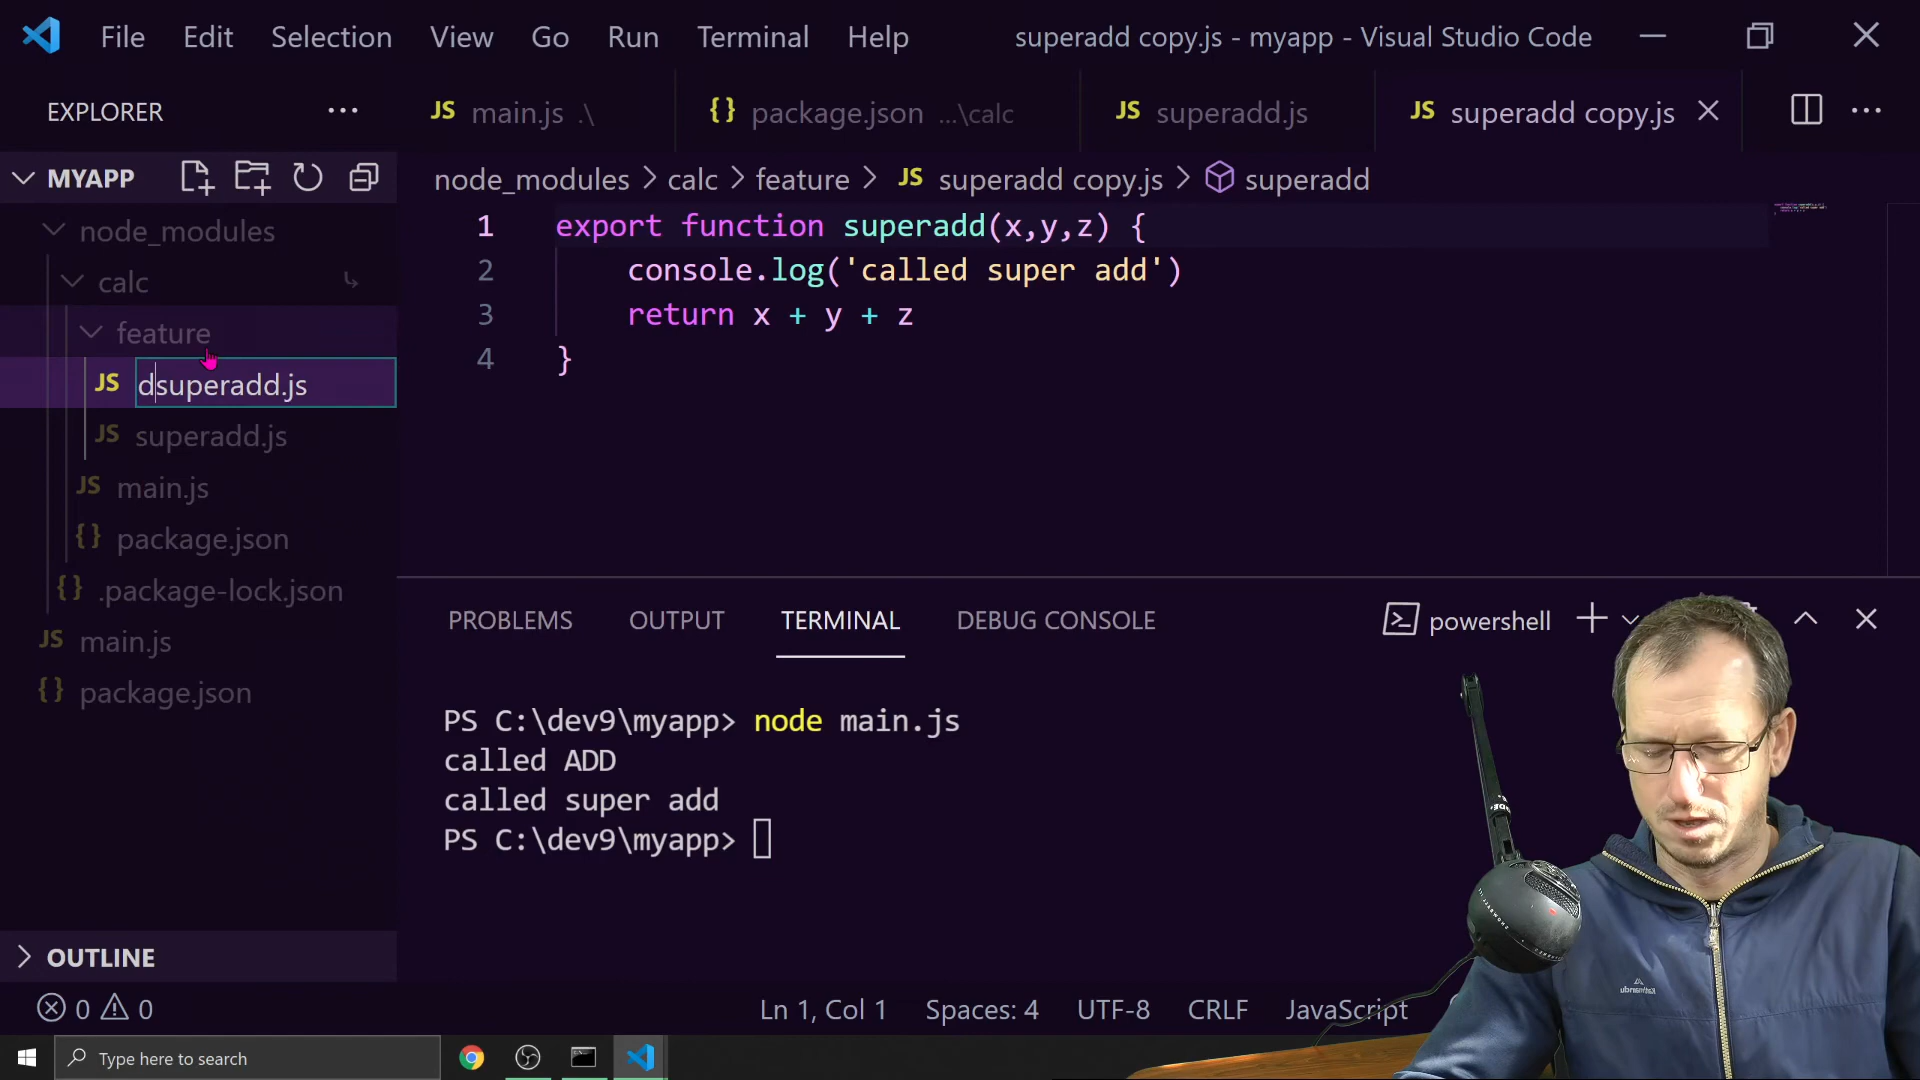 File Edit Selection View Go Run Terminal Help superadd copy.js - myapp - Visual Studio Code
EXPLORER
JS main.js .\ {} package.json ...\calc JS superadd.js JS superadd copy.js
MYAPP
node_modules > calc > feature > JS superadd copy.js > superadd
node_modules
calc
feature
JS dsuperadd.js
JS superadd.js
JS main.js
{} package.json
{} .package-lock.json
JS main.js
{} package.json
OUTLINE
1 export function superadd(x,y,z) {
2 console.log('called super add')
3 return x + y + z
4 }
PROBLEMS OUTPUT TERMINAL DEBUG CONSOLE powershell
PS C:\dev9\myapp> node main.js
called ADD
called super add
PS C:\dev9\myapp>
0 0 Ln 1, Col 1 Spaces: 4 UTF-8 CRLF JavaScript
Type here to search